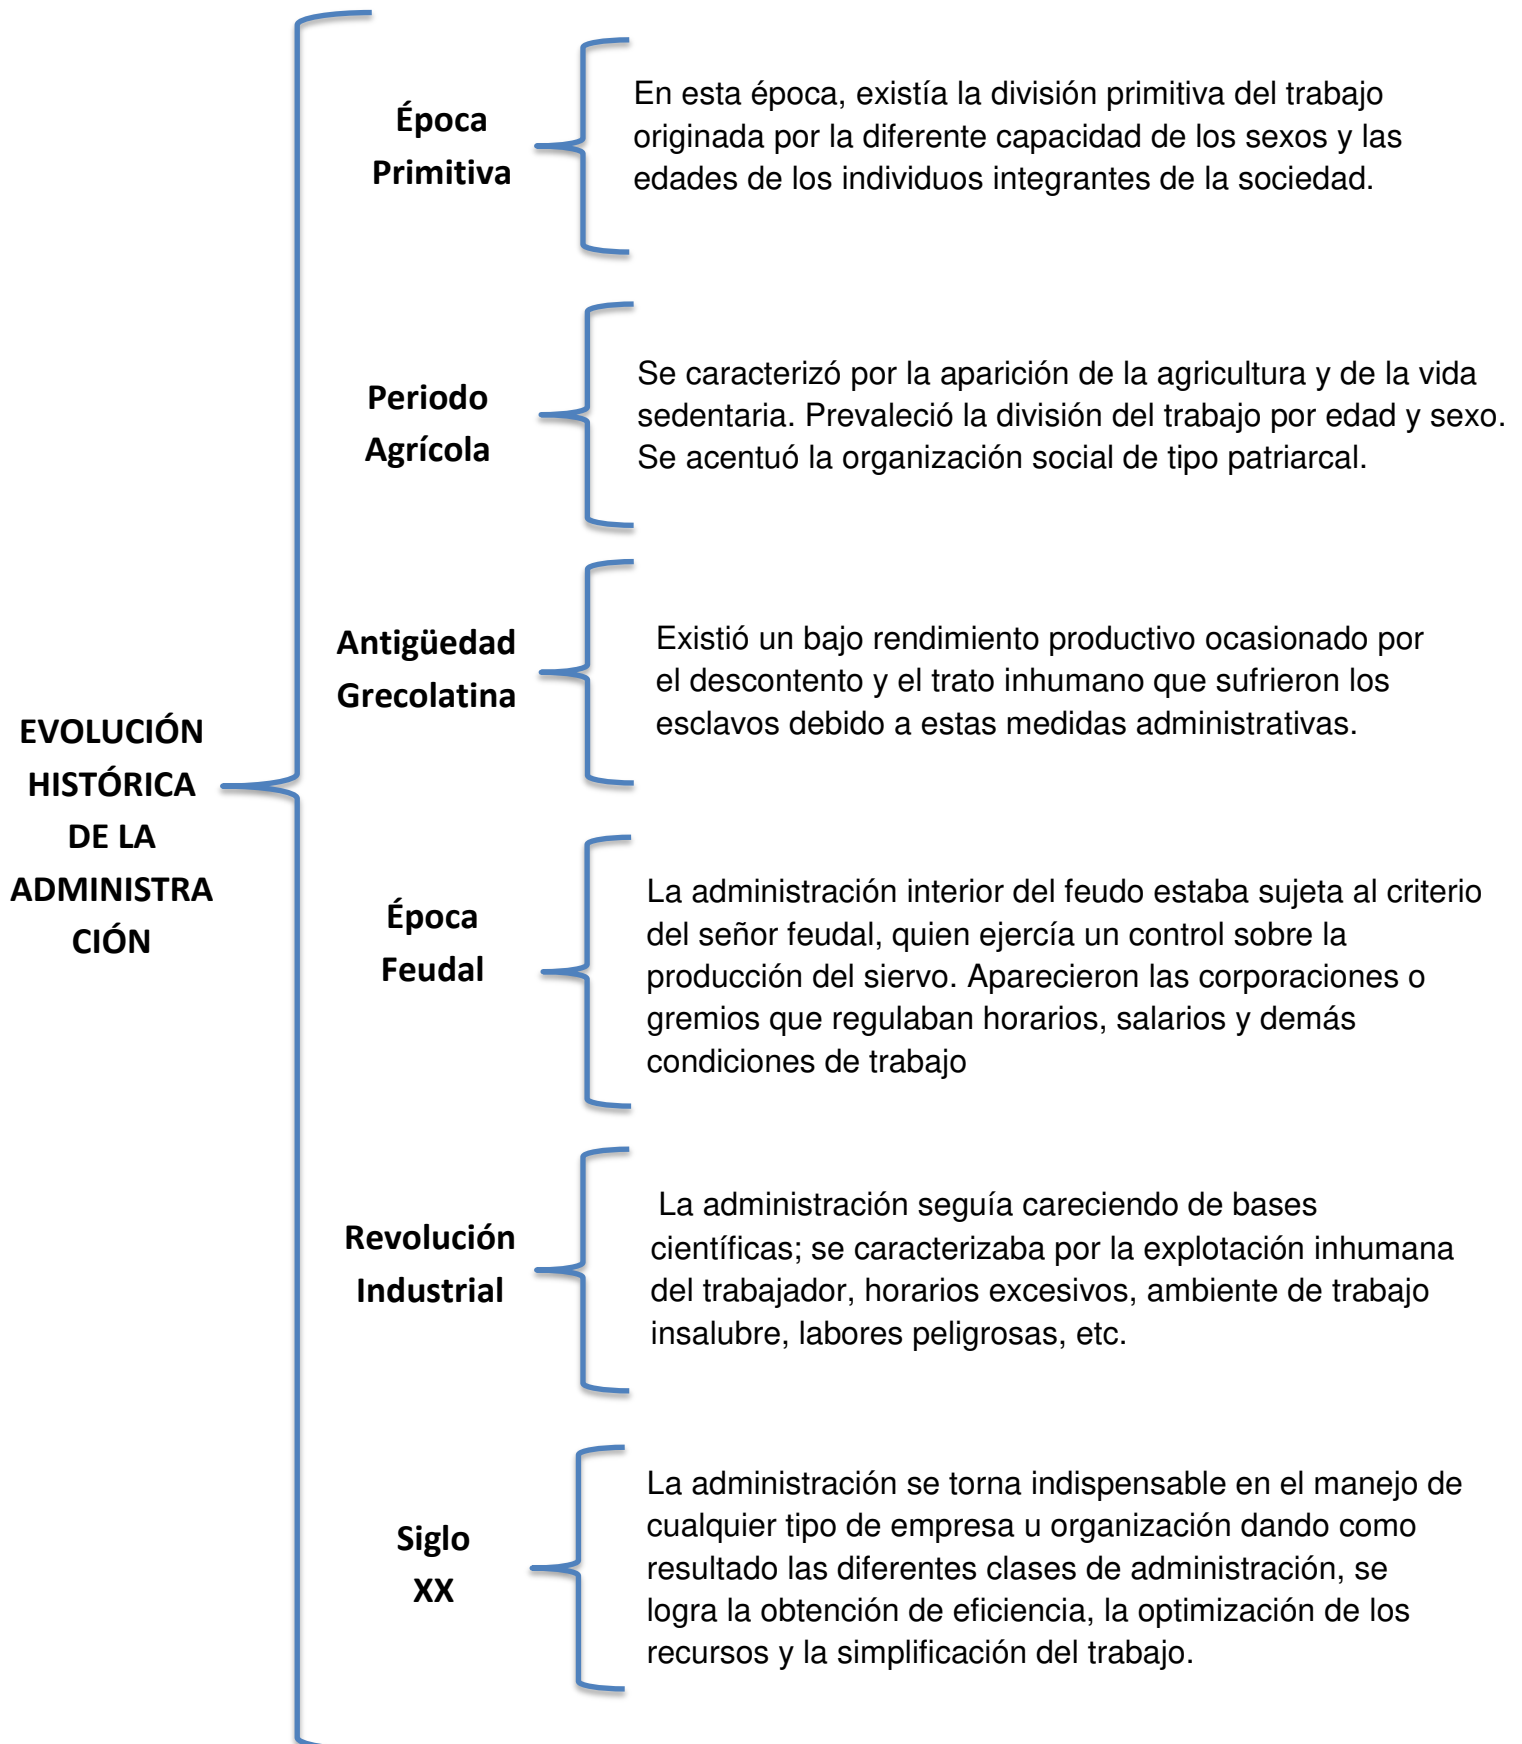 EVOLUCIÓN
HISTÓRICA
DE LA
ADMINISTRA
CIÓN
Época
Primitiva
En esta época, existía la división primitiva del trabajo
originada por la diferente capacidad de los sexos y las
edades de los individuos integrantes de la sociedad.
Periodo
Agrícola
Se caracterizó por la aparición de la agricultura y de la vida
sedentaria. Prevaleció la división del trabajo por edad y sexo.
Se acentuó la organización social de tipo patriarcal.
Antigüedad
Grecolatina
Existió un bajo rendimiento productivo ocasionado por
el descontento y el trato inhumano que sufrieron los
esclavos debido a estas medidas administrativas.
Época
Feudal
La administración interior del feudo estaba sujeta al criterio
del señor feudal, quien ejercía un control sobre la
producción del siervo. Aparecieron las corporaciones o
gremios que regulaban horarios, salarios y demás
condiciones de trabajo
Revolución
Industrial
La administración seguía careciendo de bases
científicas; se caracterizaba por la explotación inhumana
del trabajador, horarios excesivos, ambiente de trabajo
insalubre, labores peligrosas, etc.
Siglo
XX
La administración se torna indispensable en el manejo de
cualquier tipo de empresa u organización dando como
resultado las diferentes clases de administración, se
logra la obtención de eficiencia, la optimización de los
recursos y la simplificación del trabajo.